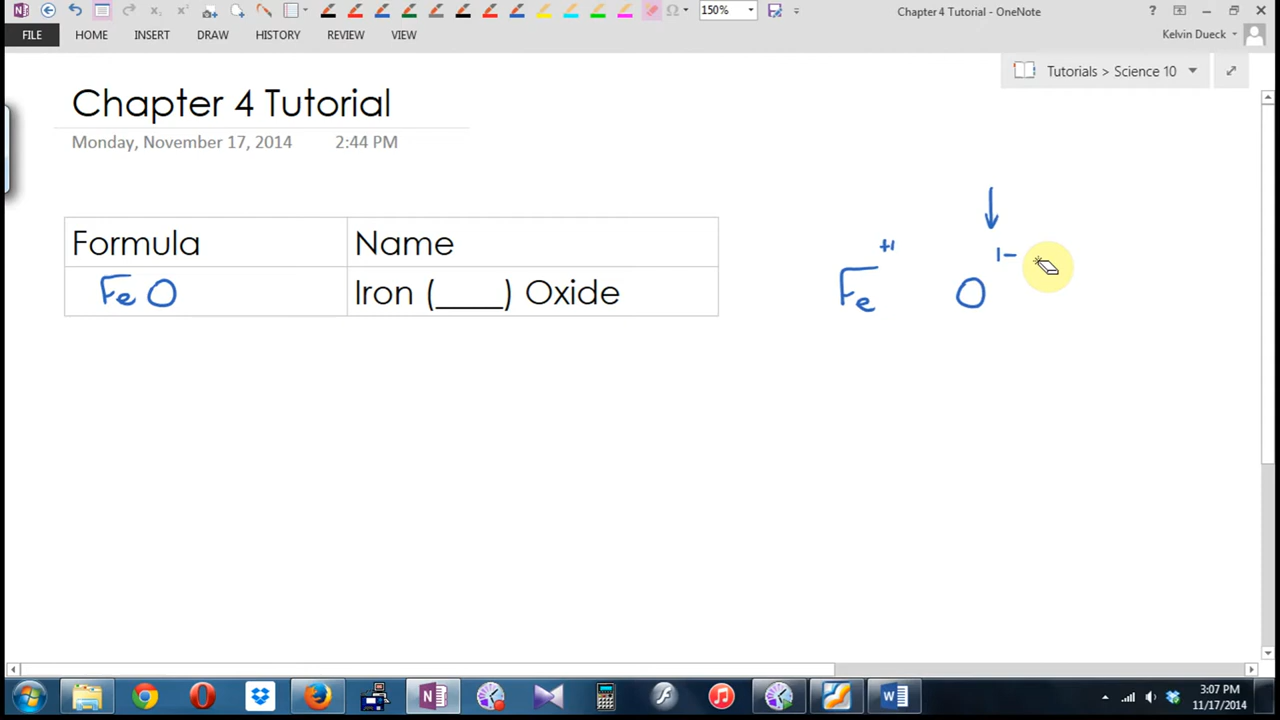 150%
Chapter 4 Tutorial - OneNote
?
FILE HOME INSERT DRAW HISTORY REVIEW VIEW
Kelvin Dueck
Tutorials > Science 10
Chapter 4 Tutorial
Monday, November 17, 2014 2:44 PM
Formula Name
Fe O Iron (____) Oxide
Fe +1 O 1-
3:07 PM
11/17/2014